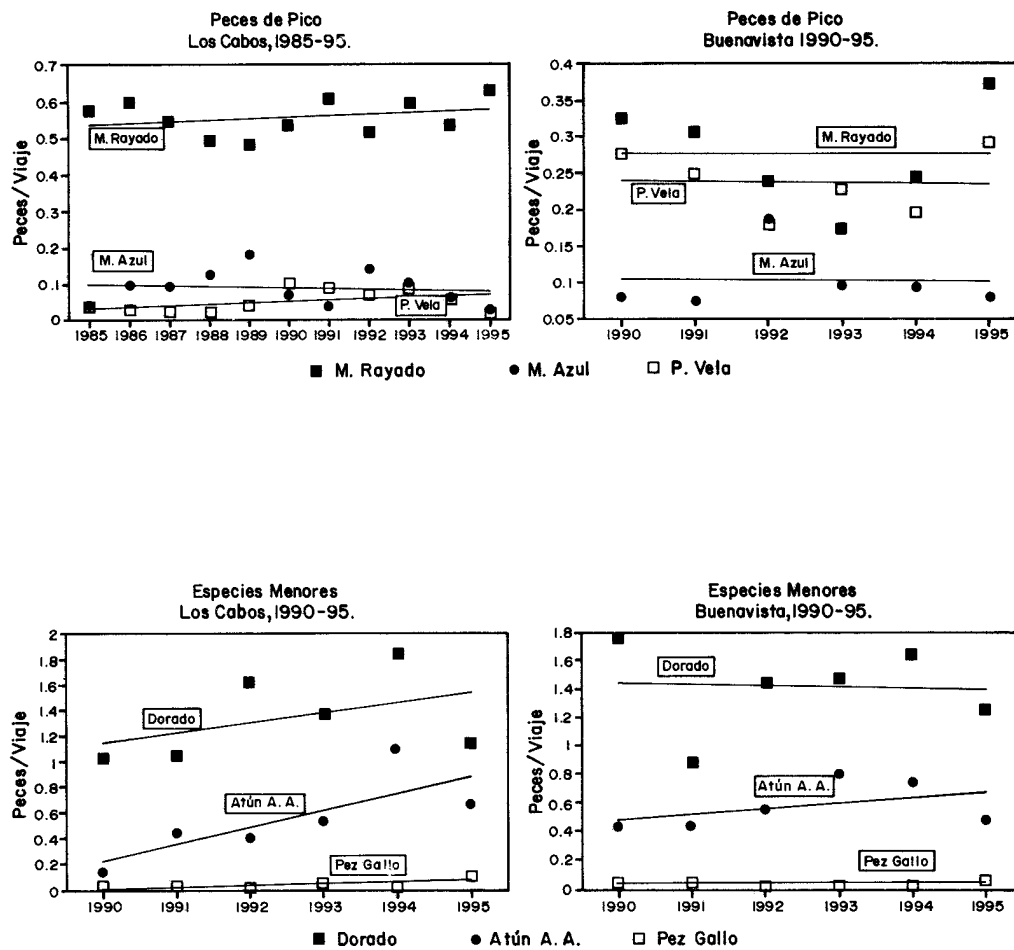 Peces de Pico
Los Cabos, 1985-95.
Peces/Viaje
0.7
0.6
0.5
0.4
0.3
0.2
0.1
0
M. Rayado
M. Azul
P. Vela
1985 1986 1987 1988 1989 1990 1991 1992 1993 1994 1995
Peces de Pico
Buenavista 1990-95.
Peces/Viaje
0.4
0.35
0.3
0.25
0.2
0.15
0.1
0.05
M. Rayado
P. Vela
M. Azul
1990 1991 1992 1993 1994 1995
M. Rayado M. Azul P. Vela
Especies Menores
Los Cabos, 1990-95.
Peces/Viaje
2
1.8
1.6
1.4
1.2
1
0.8
0.6
0.4
0.2
0
Dorado
Atún A. A.
Pez Gallo
1990 1991 1992 1993 1994 1995
Especies Menores
Buenavista, 1990-95.
Peces/Viaje
1.8
1.6
1.4
1.2
1
0.8
0.6
0.4
0.2
0
Dorado
Atún A. A.
Pez Gallo
1990 1991 1992 1993 1994 1995
Dorado Atún A. A. Pez Gallo